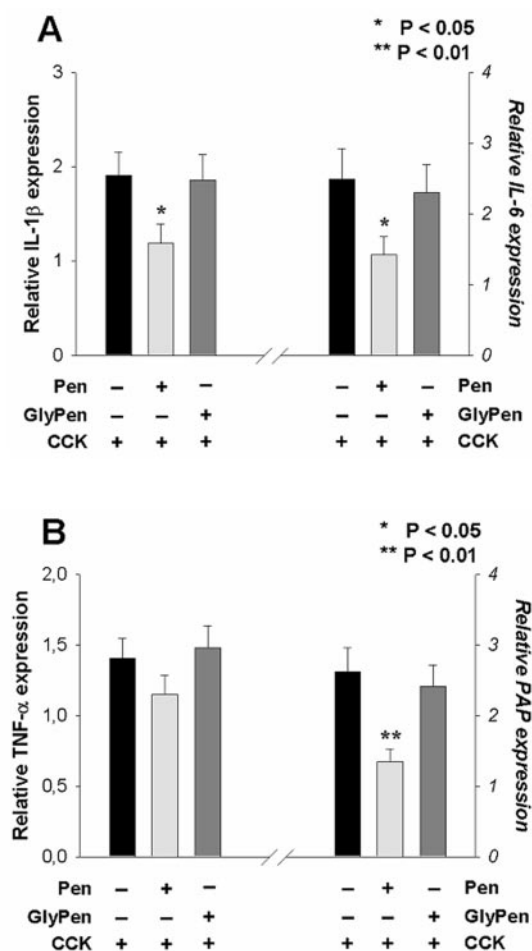 A
* P < 0.05
** P < 0.01
3
2
1
0
Relative IL-1β expression
*
*
4
3
2
1
0
Relative IL-6 expression
Pen – + – – + – Pen
GlyPen – – + – – + GlyPen
CCK + + + + + + CCK
B
* P < 0.05
** P < 0.01
2,0
1,5
1,0
0,5
0,0
Relative TNF-α expression
**
4
3
2
1
0
Relative PAP expression
Pen – + – – + – Pen
GlyPen – – + – – + GlyPen
CCK + + + + + + CCK